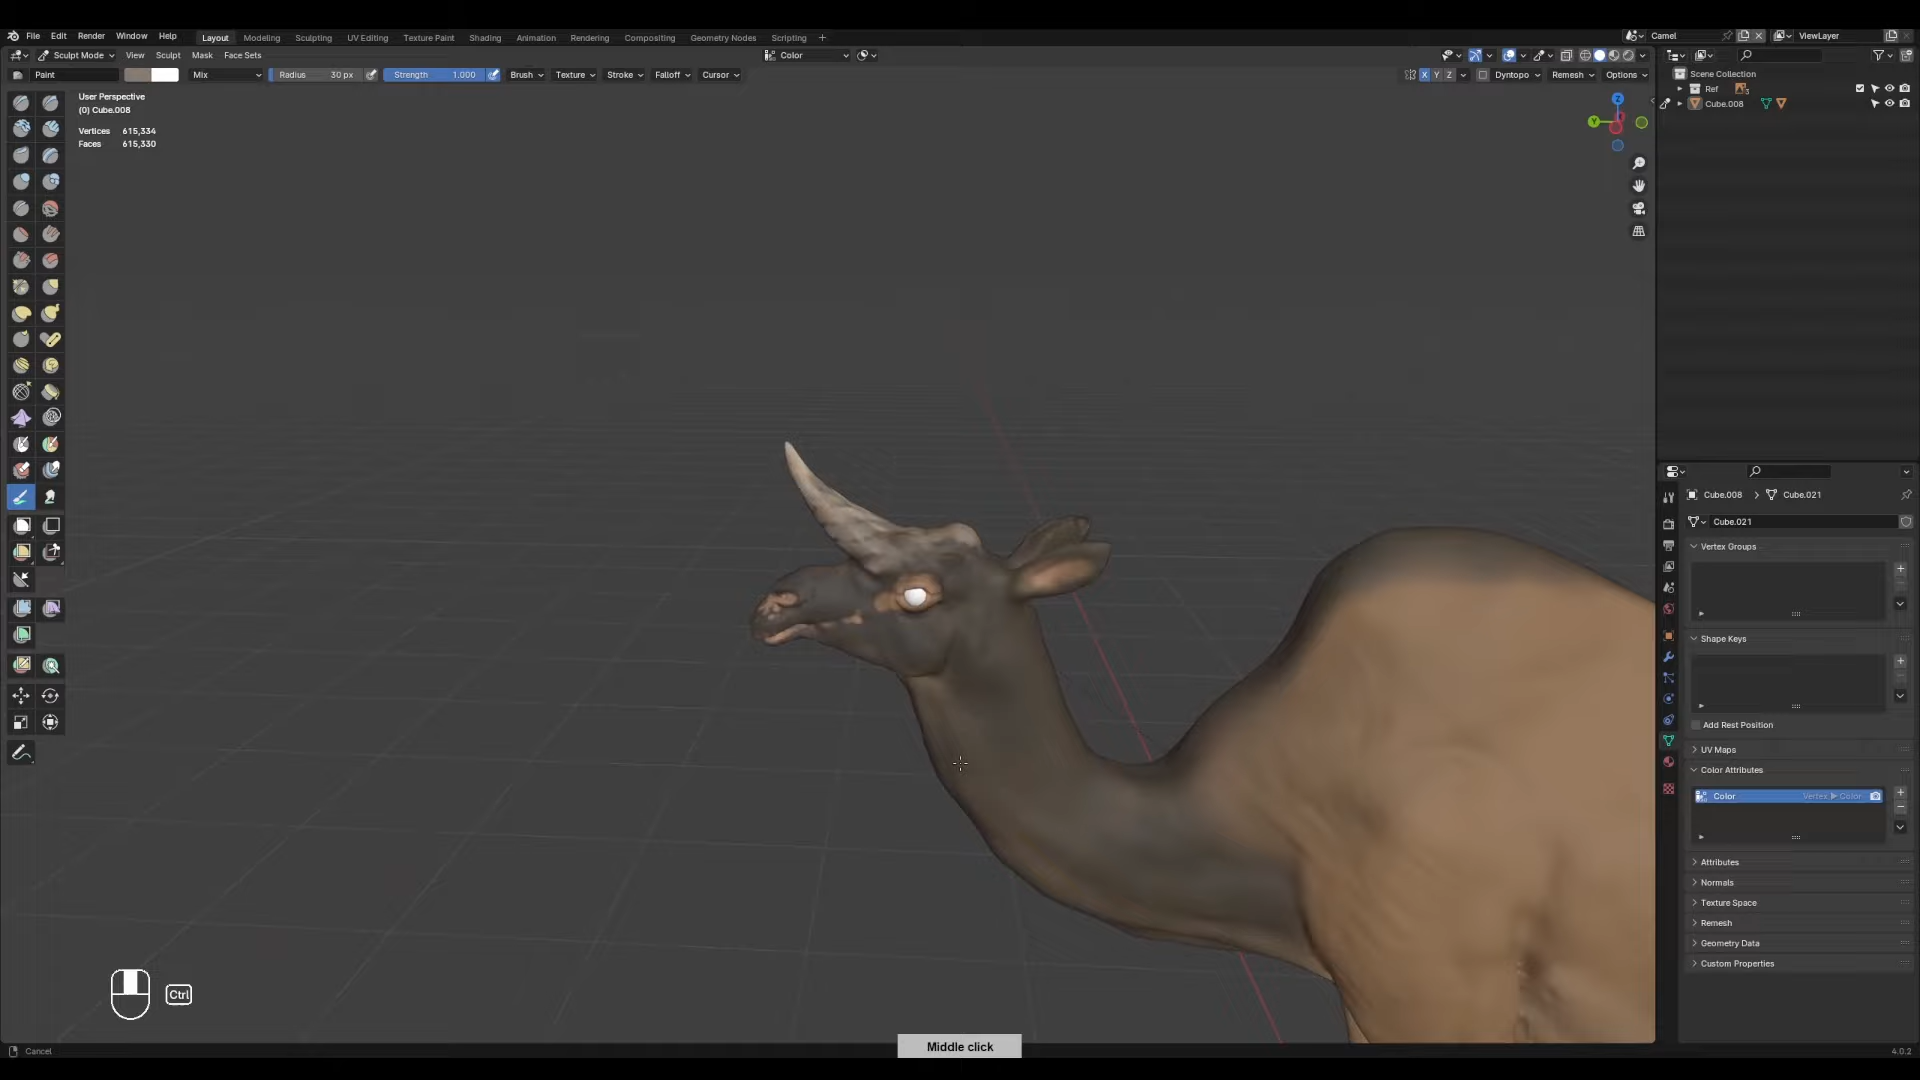 File Edit Render Window Help
Layout Modeling Sculpting UV Editing Texture Paint Shading Animation Rendering Compositing Geometry Nodes Scripting +
Camel ViewLayer
Sculpt Mode View Sculpt Mask Face Sets
Color
Paint Mix Radius 30 px Strength 1.000 Brush Texture Stroke Falloff Cursor
X Y Z Dyntopo Remesh Options
Scene Collection
Ref 3
Cube.008
User Perspective
(0) Cube.008
Vertices 615,334
Faces 615,330
Z
Y
Cube.008 > Cube.021
Cube.021
Vertex Groups
Shape Keys
Add Rest Position
UV Maps
Color Attributes
Color Vertex ▶ Color
Attributes
Normals
Texture Space
Remesh
Geometry Data
Custom Properties
Ctrl
Middle click
Cancel
4.0.2